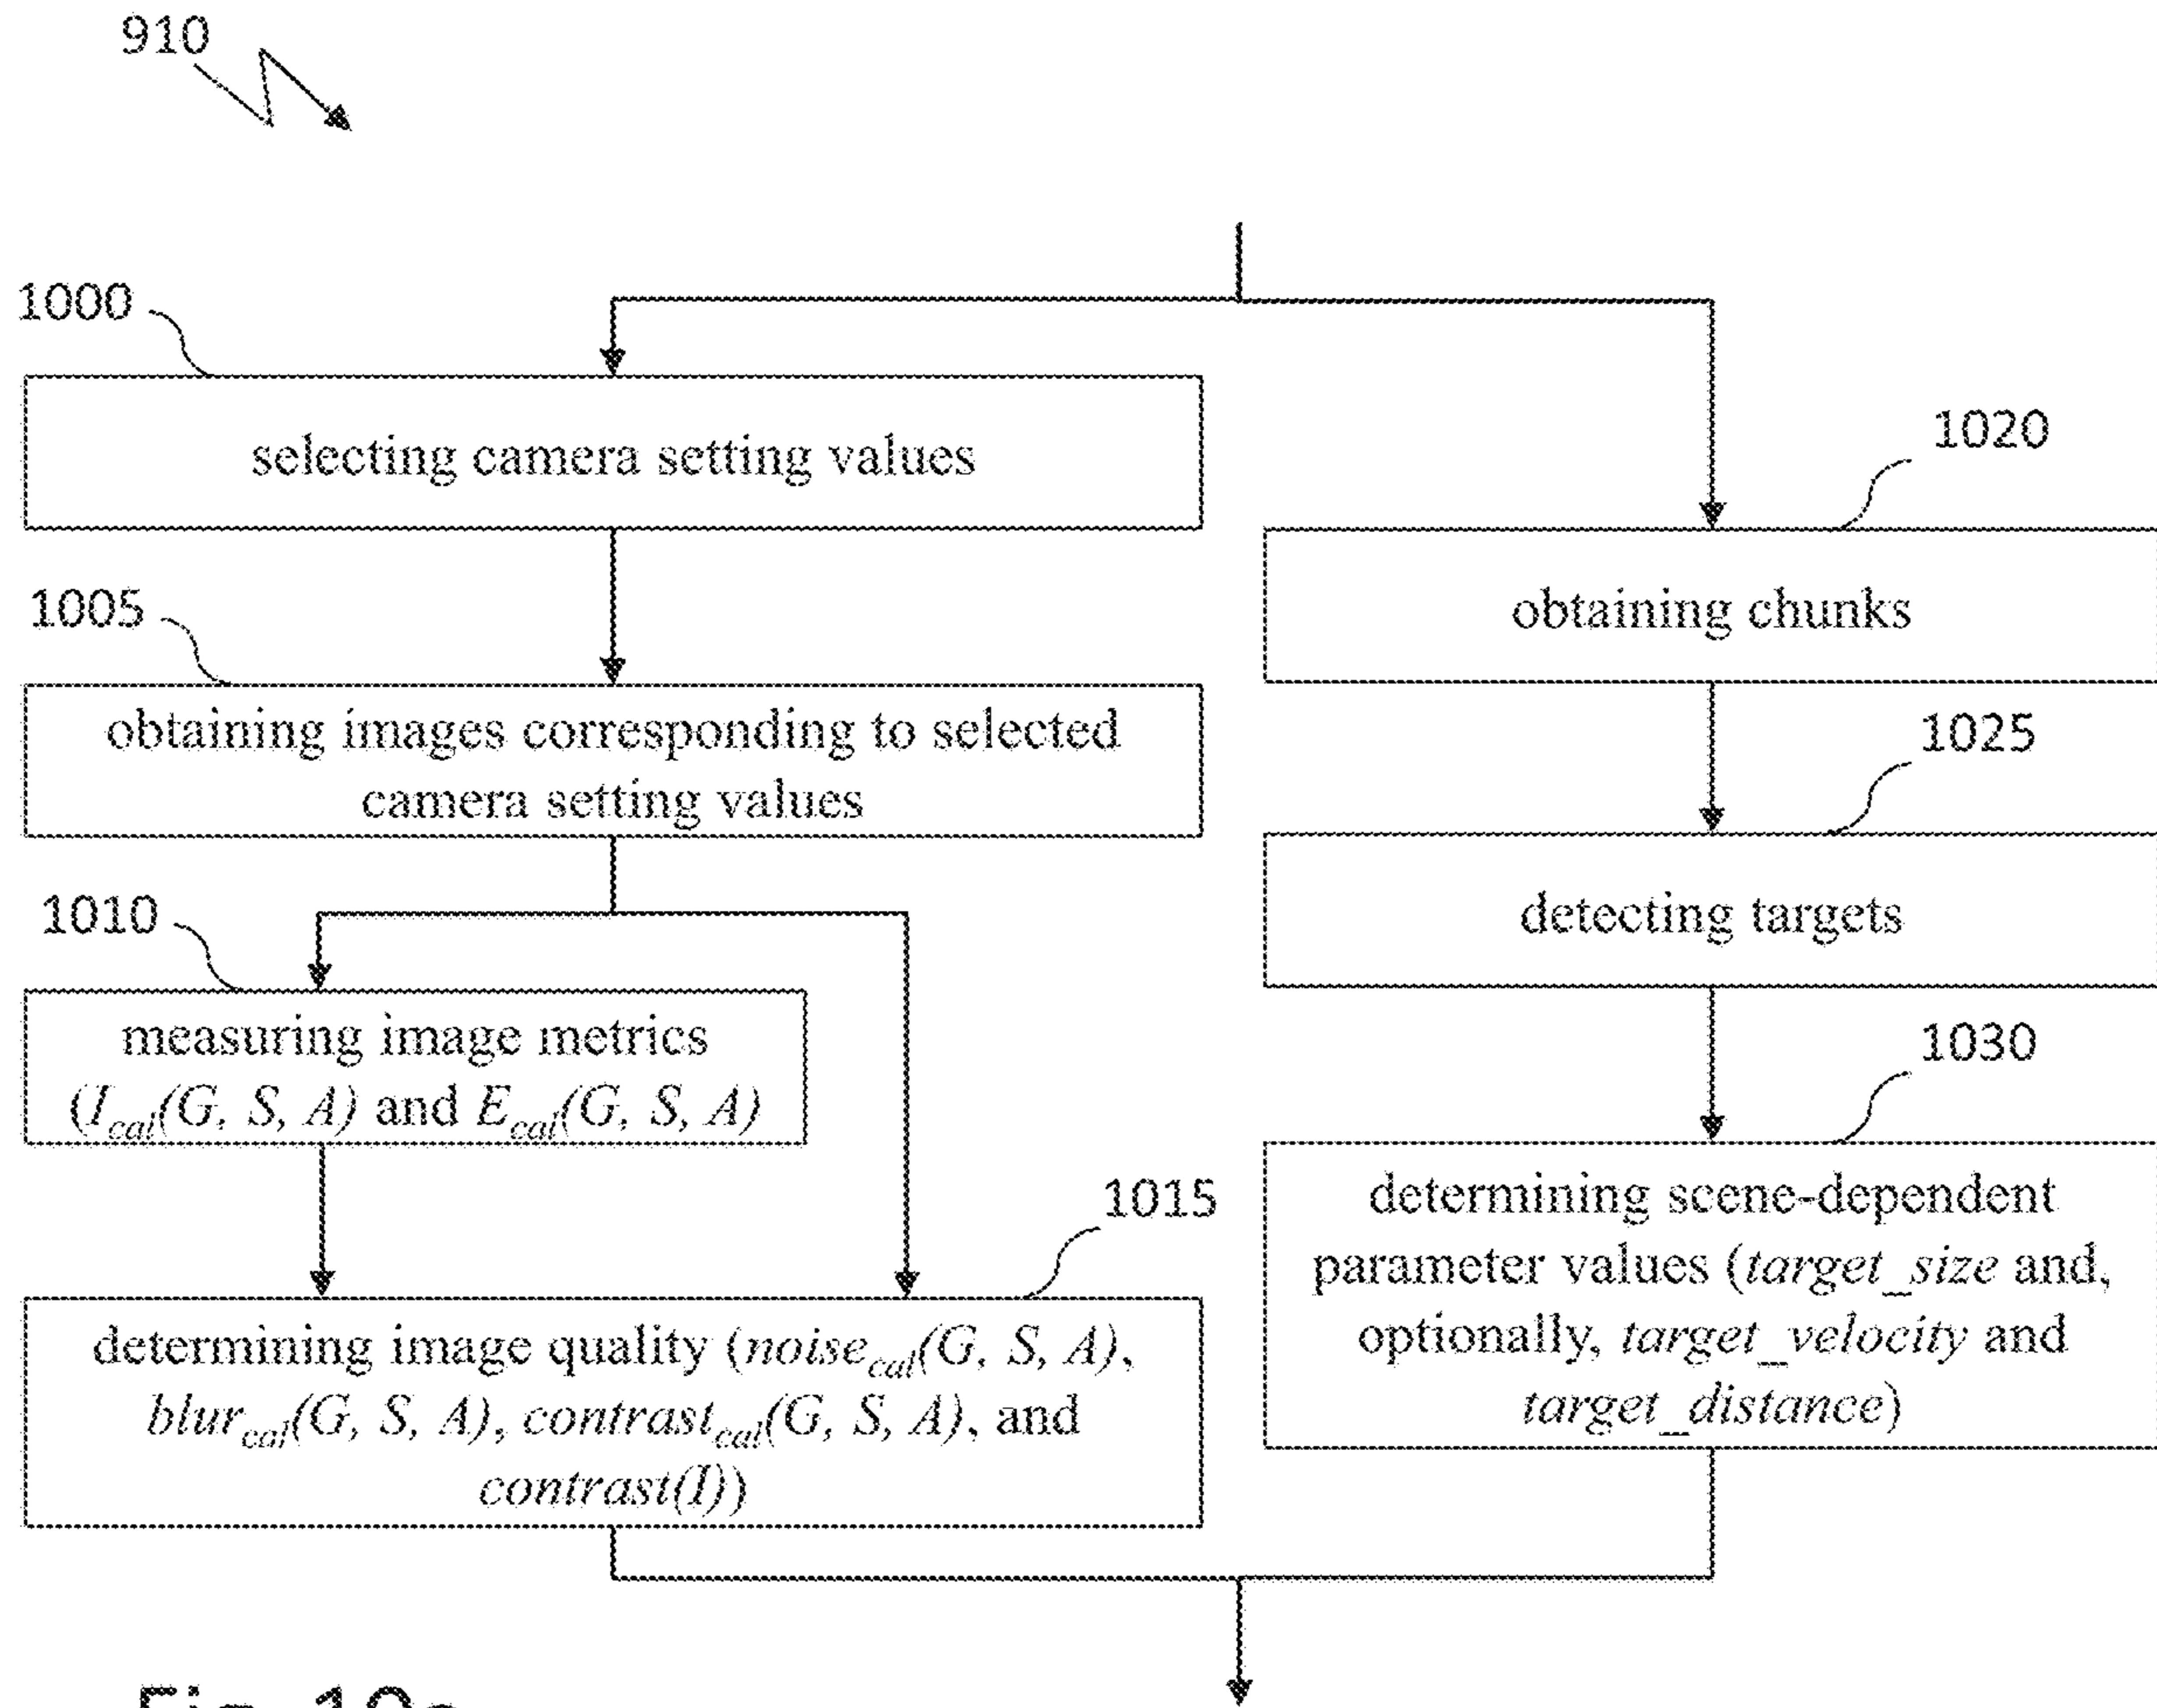 910
1000
selecting camera setting values
1005
obtaining images corresponding to selected
camera setting values
1010
measuring image metrics
(I_cal(G, S, A) and E_cal(G, S, A)
1015
determining image quality (noise_cal(G, S, A),
blur_cal(G, S, A), contrast_cal(G, S, A), and
contrast(I))
1020
obtaining chunks
1025
detecting targets
1030
determining scene-dependent
parameter values (target_size and,
optionally, target_velocity and
target_distance)
Fig. 10a